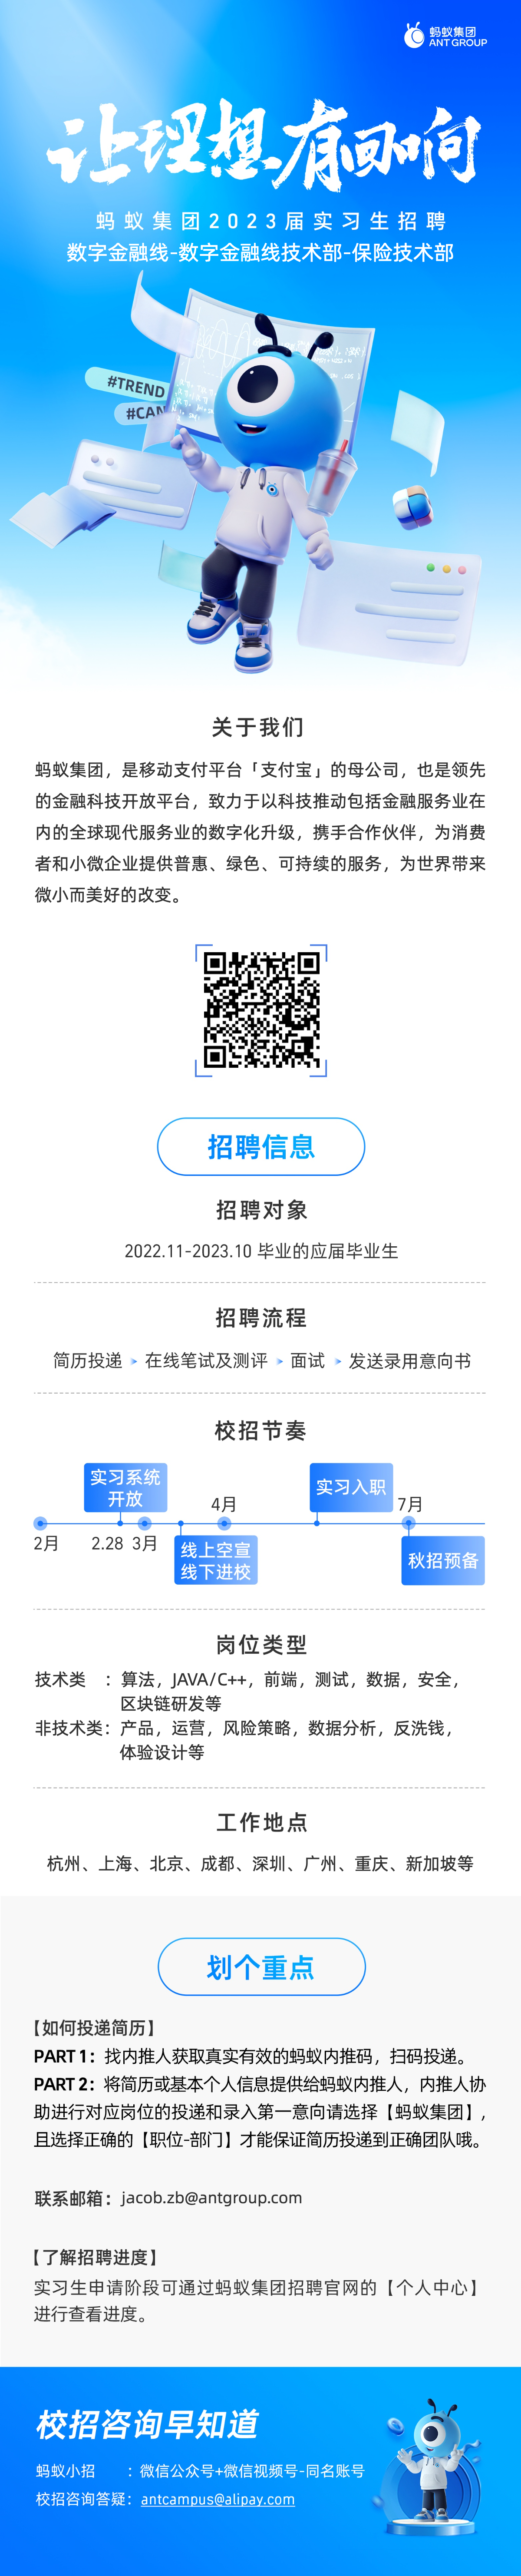 蚂蚁集团
ANT GROUP
让理想有回响
蚂蚁集团2023届实习生招聘
数字金融线-数字金融线技术部-保险技术部
#TREND
#CAN
关于我们
蚂蚁集团，是移动支付平台「支付宝」的母公司，也是领先
的金融科技开放平台，致力于以科技推动包括金融服务业在
内的全球现代服务业的数字化升级，携手合作伙伴，为消费
者和小微企业提供普惠、绿色、可持续的服务，为世界带来
微小而美好的改变。
招聘信息
招聘对象
2022.11-2023.10 毕业的应届毕业生
招聘流程
简历投递 ▸ 在线笔试及测评 ▸ 面试 ▸ 发送录用意向书
校招节奏
实习系统
开放
实习入职
4月
7月
2月
2.28
3月
线上空宣
线下进校
秋招预备
岗位类型
技术类 ：算法，JAVA/C++，前端，测试，数据，安全，
区块链研发等
非技术类：产品，运营，风险策略，数据分析，反洗钱，
体验设计等
工作地点
杭州、上海、北京、成都、深圳、广州、重庆、新加坡等
划个重点
【如何投递简历】
PART 1：找内推人获取真实有效的蚂蚁内推码，扫码投递。
PART 2：将简历或基本个人信息提供给蚂蚁内推人，内推人协
助进行对应岗位的投递和录入第一意向请选择【蚂蚁集团】，
且选择正确的【职位-部门】才能保证简历投递到正确团队哦。
联系邮箱：jacob.zb@antgroup.com
【了解招聘进度】
实习生申请阶段可通过蚂蚁集团招聘官网的【个人中心】
进行查看进度。
校招咨询早知道
蚂蚁小招 ：微信公众号+微信视频号-同名账号
校招咨询答疑：antcampus@alipay.com